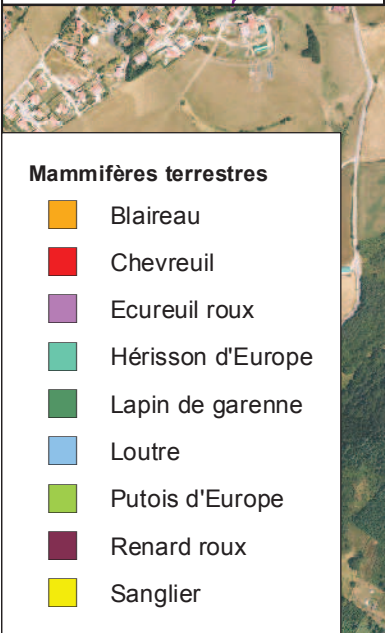 Mammifères terrestres
Blaireau
Chevreuil
Ecureuil roux
Hérisson d'Europe
Lapin de garenne
Loutre
Putois d'Europe
Renard roux
Sanglier